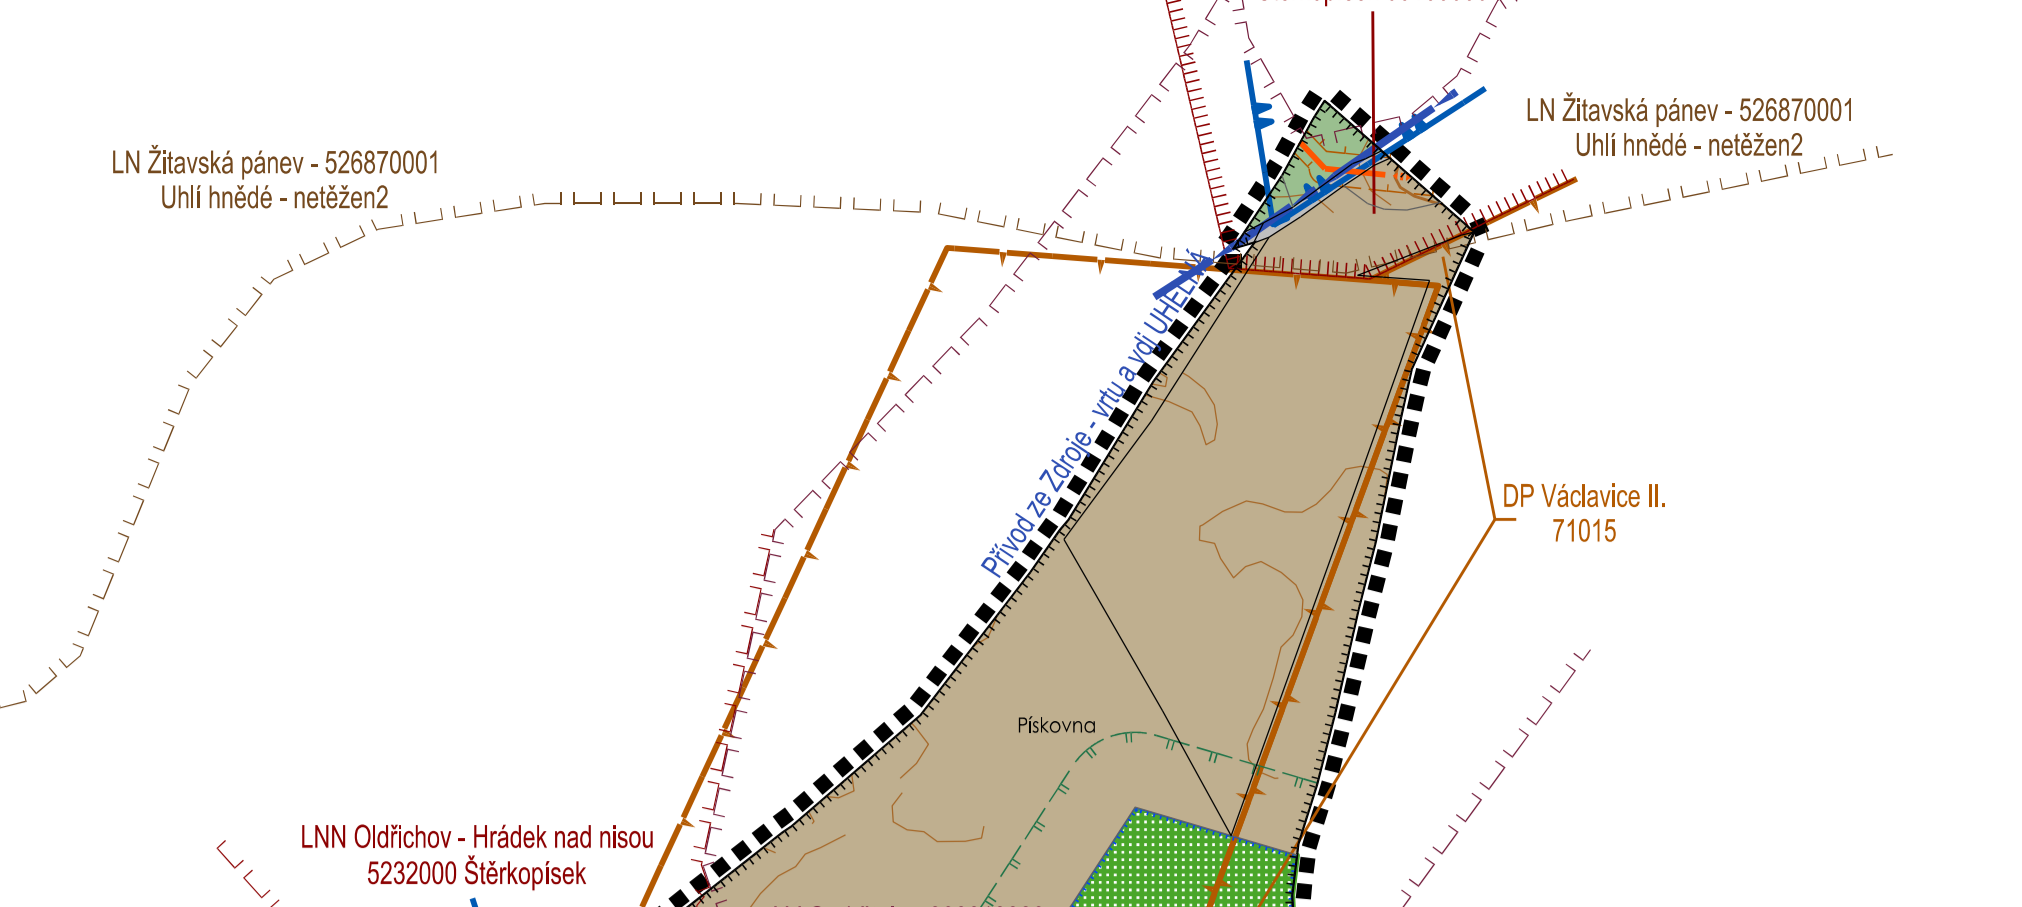 LN Žitavská pánev - 526870001
Uhlí hnědé - netěžen2
LN Žitavská pánev - 526870001
Uhlí hnědé - netěžen2
Přívod ze Zdroje - vrtu a vdj UHELNÁ
DP Václavice II.
71015
Pískovna
LNN Oldřichov - Hrádek nad nisou
5232000 Štěrkopísek